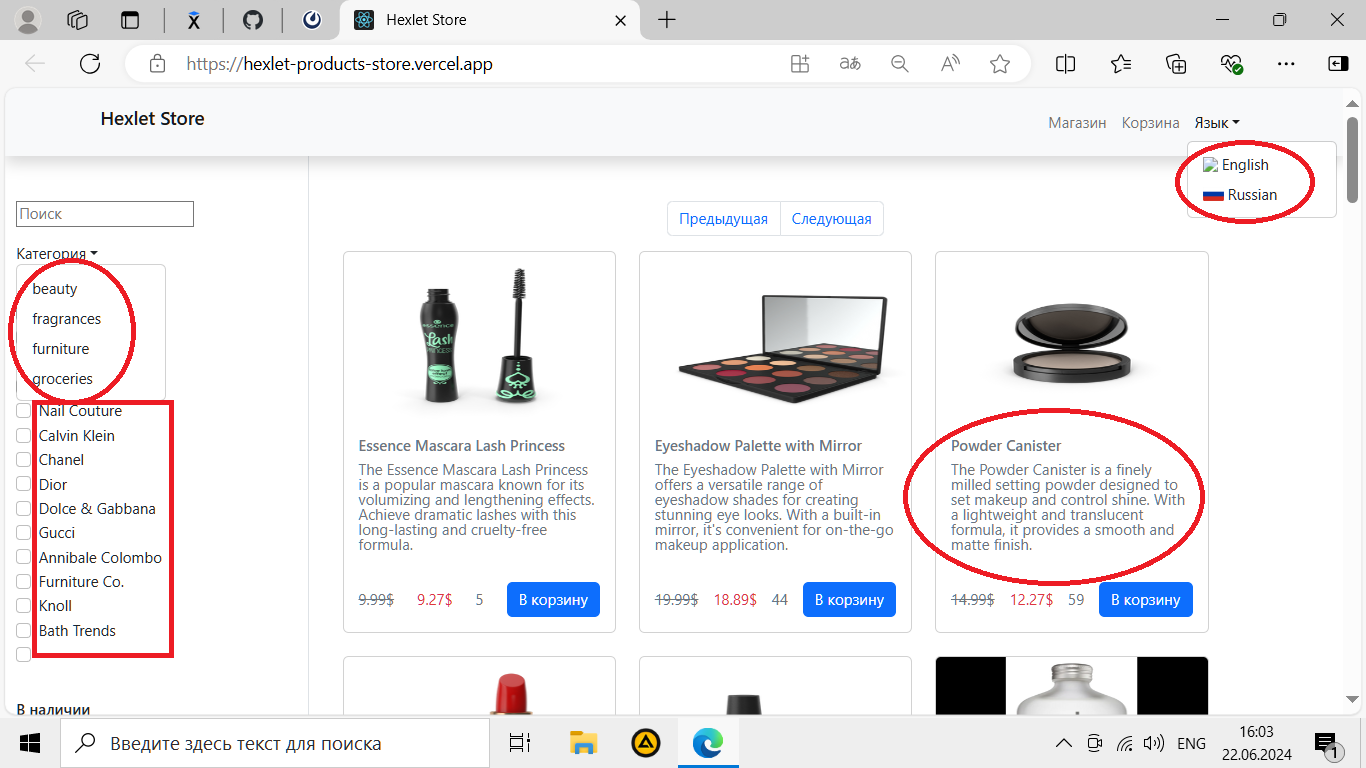 Hexlet Store
https://hexlet-products-store.vercel.app
Hexlet Store
Магазин Корзина Язык
English
Russian
Поиск
Категория
beauty
fragrances
furniture
groceries
Nail Couture
Calvin Klein
Chanel
Dior
Dolce & Gabbana
Gucci
Annibale Colombo
Furniture Co.
Knoll
Bath Trends
В наличии
Предыдущая Следующая
essence
Lash
PRINCESS
Essence Mascara Lash Princess
The Essence Mascara Lash Princess
is a popular mascara known for its
volumizing and lengthening effects.
Achieve dramatic lashes with this
long-lasting and cruelty-free
formula.
9.99$ 9.27$ 5 В корзину
Eyeshadow Palette with Mirror
The Eyeshadow Palette with Mirror
offers a versatile range of
eyeshadow shades for creating
stunning eye looks. With a built-in
mirror, it's convenient for on-the-go
makeup application.
19.99$ 18.89$ 44 В корзину
Powder Canister
The Powder Canister is a finely
milled setting powder designed to
set makeup and control shine. With
a lightweight and translucent
formula, it provides a smooth and
matte finish.
14.99$ 12.27$ 59 В корзину
Введите здесь текст для поиска
ENG
16:03
22.06.2024
1